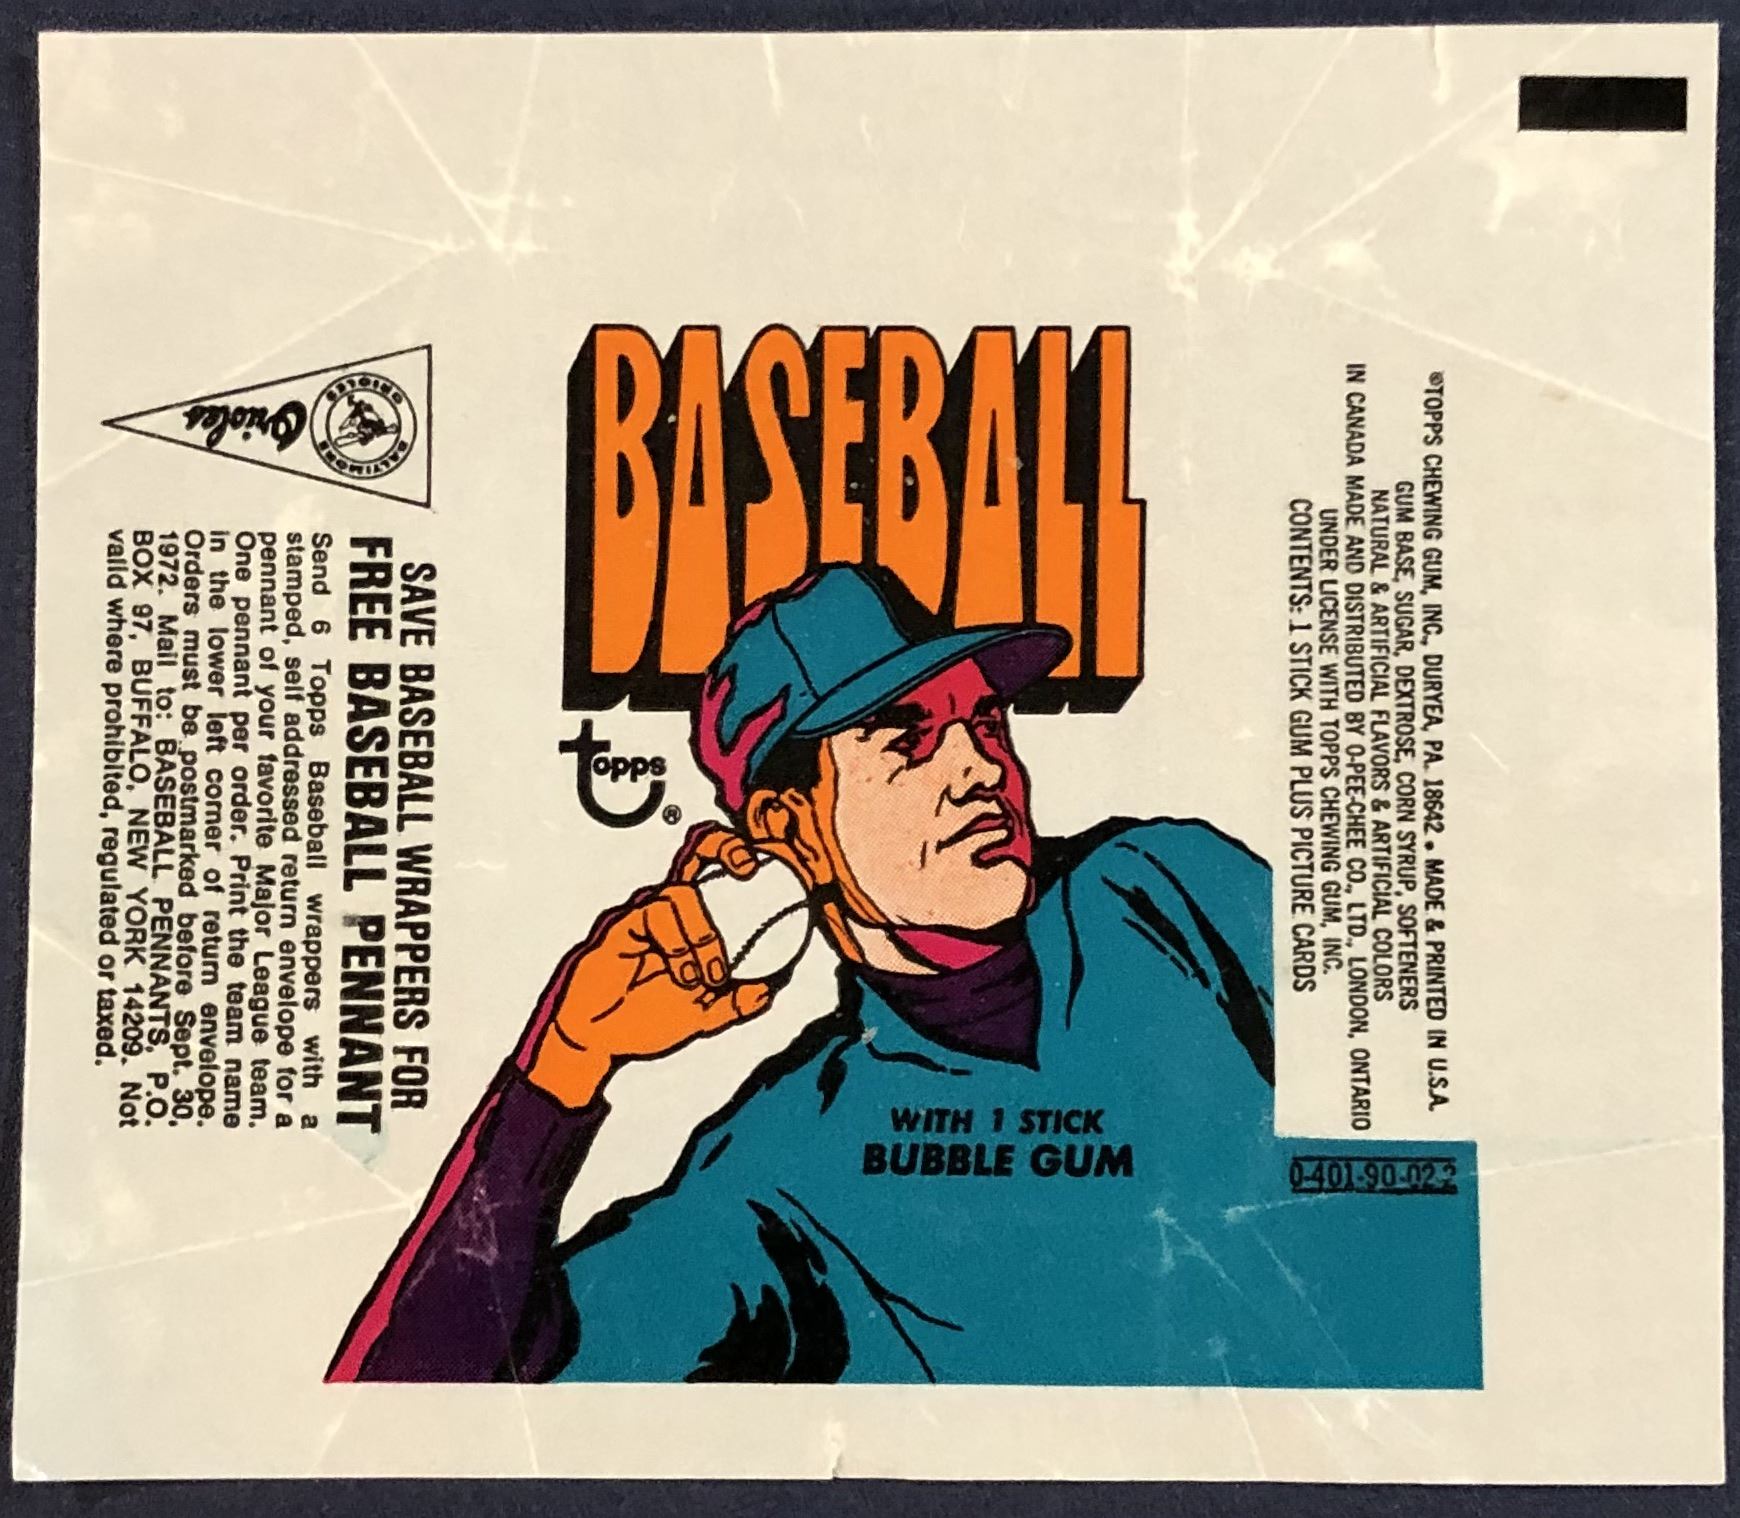 BASEBALL
topps®
WITH 1 STICK
BUBBLE GUM
0-401-90-02-2
SAVE BASEBALL WRAPPERS FOR
FREE BASEBALL PENNANT
Send 6 Topps Baseball wrappers with a
stamped, self addressed return envelope for a
pennant of your favorite Major League team.
One pennant per order. Print the team name
in the lower left corner of return envelope.
Orders must be postmarked before Sept. 30,
1972. Mail to: BASEBALL PENNANTS, P.O.
BOX 97, BUFFALO, NEW YORK 14209. Not
valid where prohibited, regulated or taxed.
Orioles
BALTIMORE
ORIOLES
©TOPPS CHEWING GUM, INC., DURYEA, PA. 18642 • MADE & PRINTED IN U.S.A.
GUM BASE, SUGAR, DEXTROSE, CORN SYRUP, SOFTENERS
NATURAL & ARTIFICIAL FLAVORS & ARTIFICIAL COLORS
IN CANADA MADE AND DISTRIBUTED BY O-PEE-CHEE CO., LTD., LONDON, ONTARIO
UNDER LICENSE WITH TOPPS CHEWING GUM, INC.
CONTENTS: 1 STICK GUM PLUS PICTURE CARDS